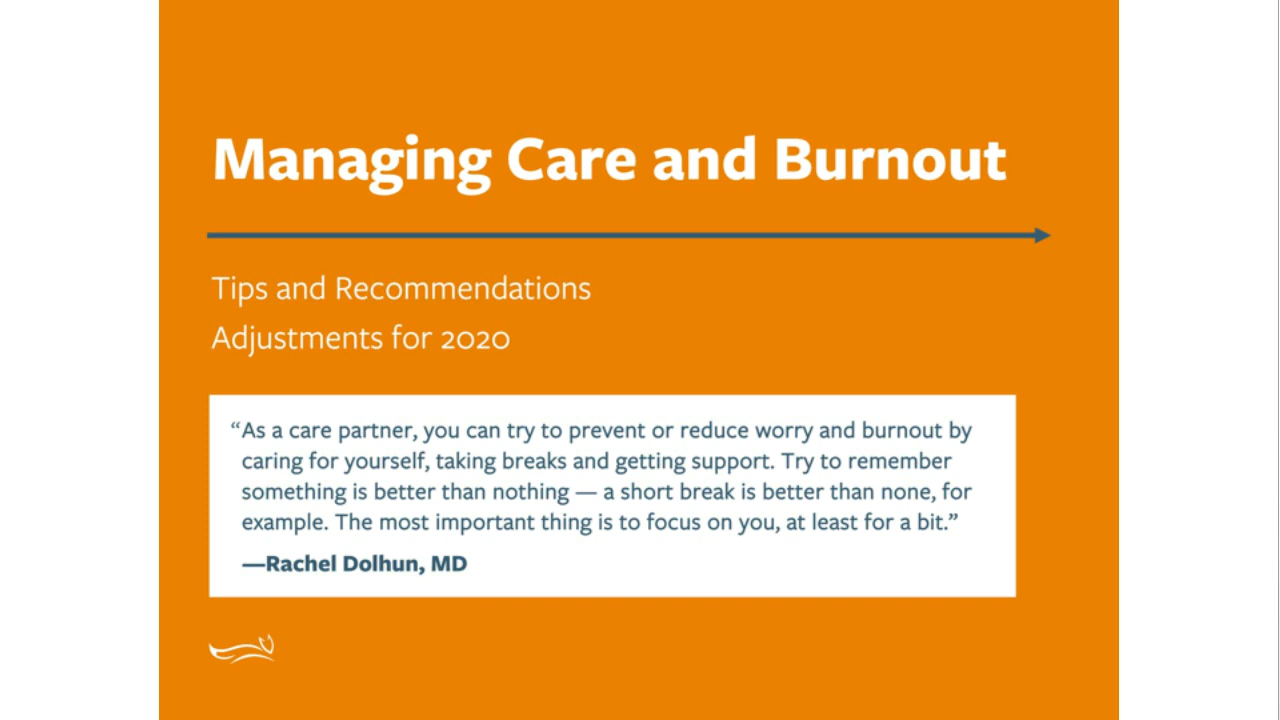 Managing Care and Burnout
Tips and Recommendations
Adjustments for 2020
“As a care partner, you can try to prevent or reduce worry and burnout by
caring for yourself, taking breaks and getting support. Try to remember
something is better than nothing — a short break is better than none, for
example. The most important thing is to focus on you, at least for a bit.”
—Rachel Dolhun, MD